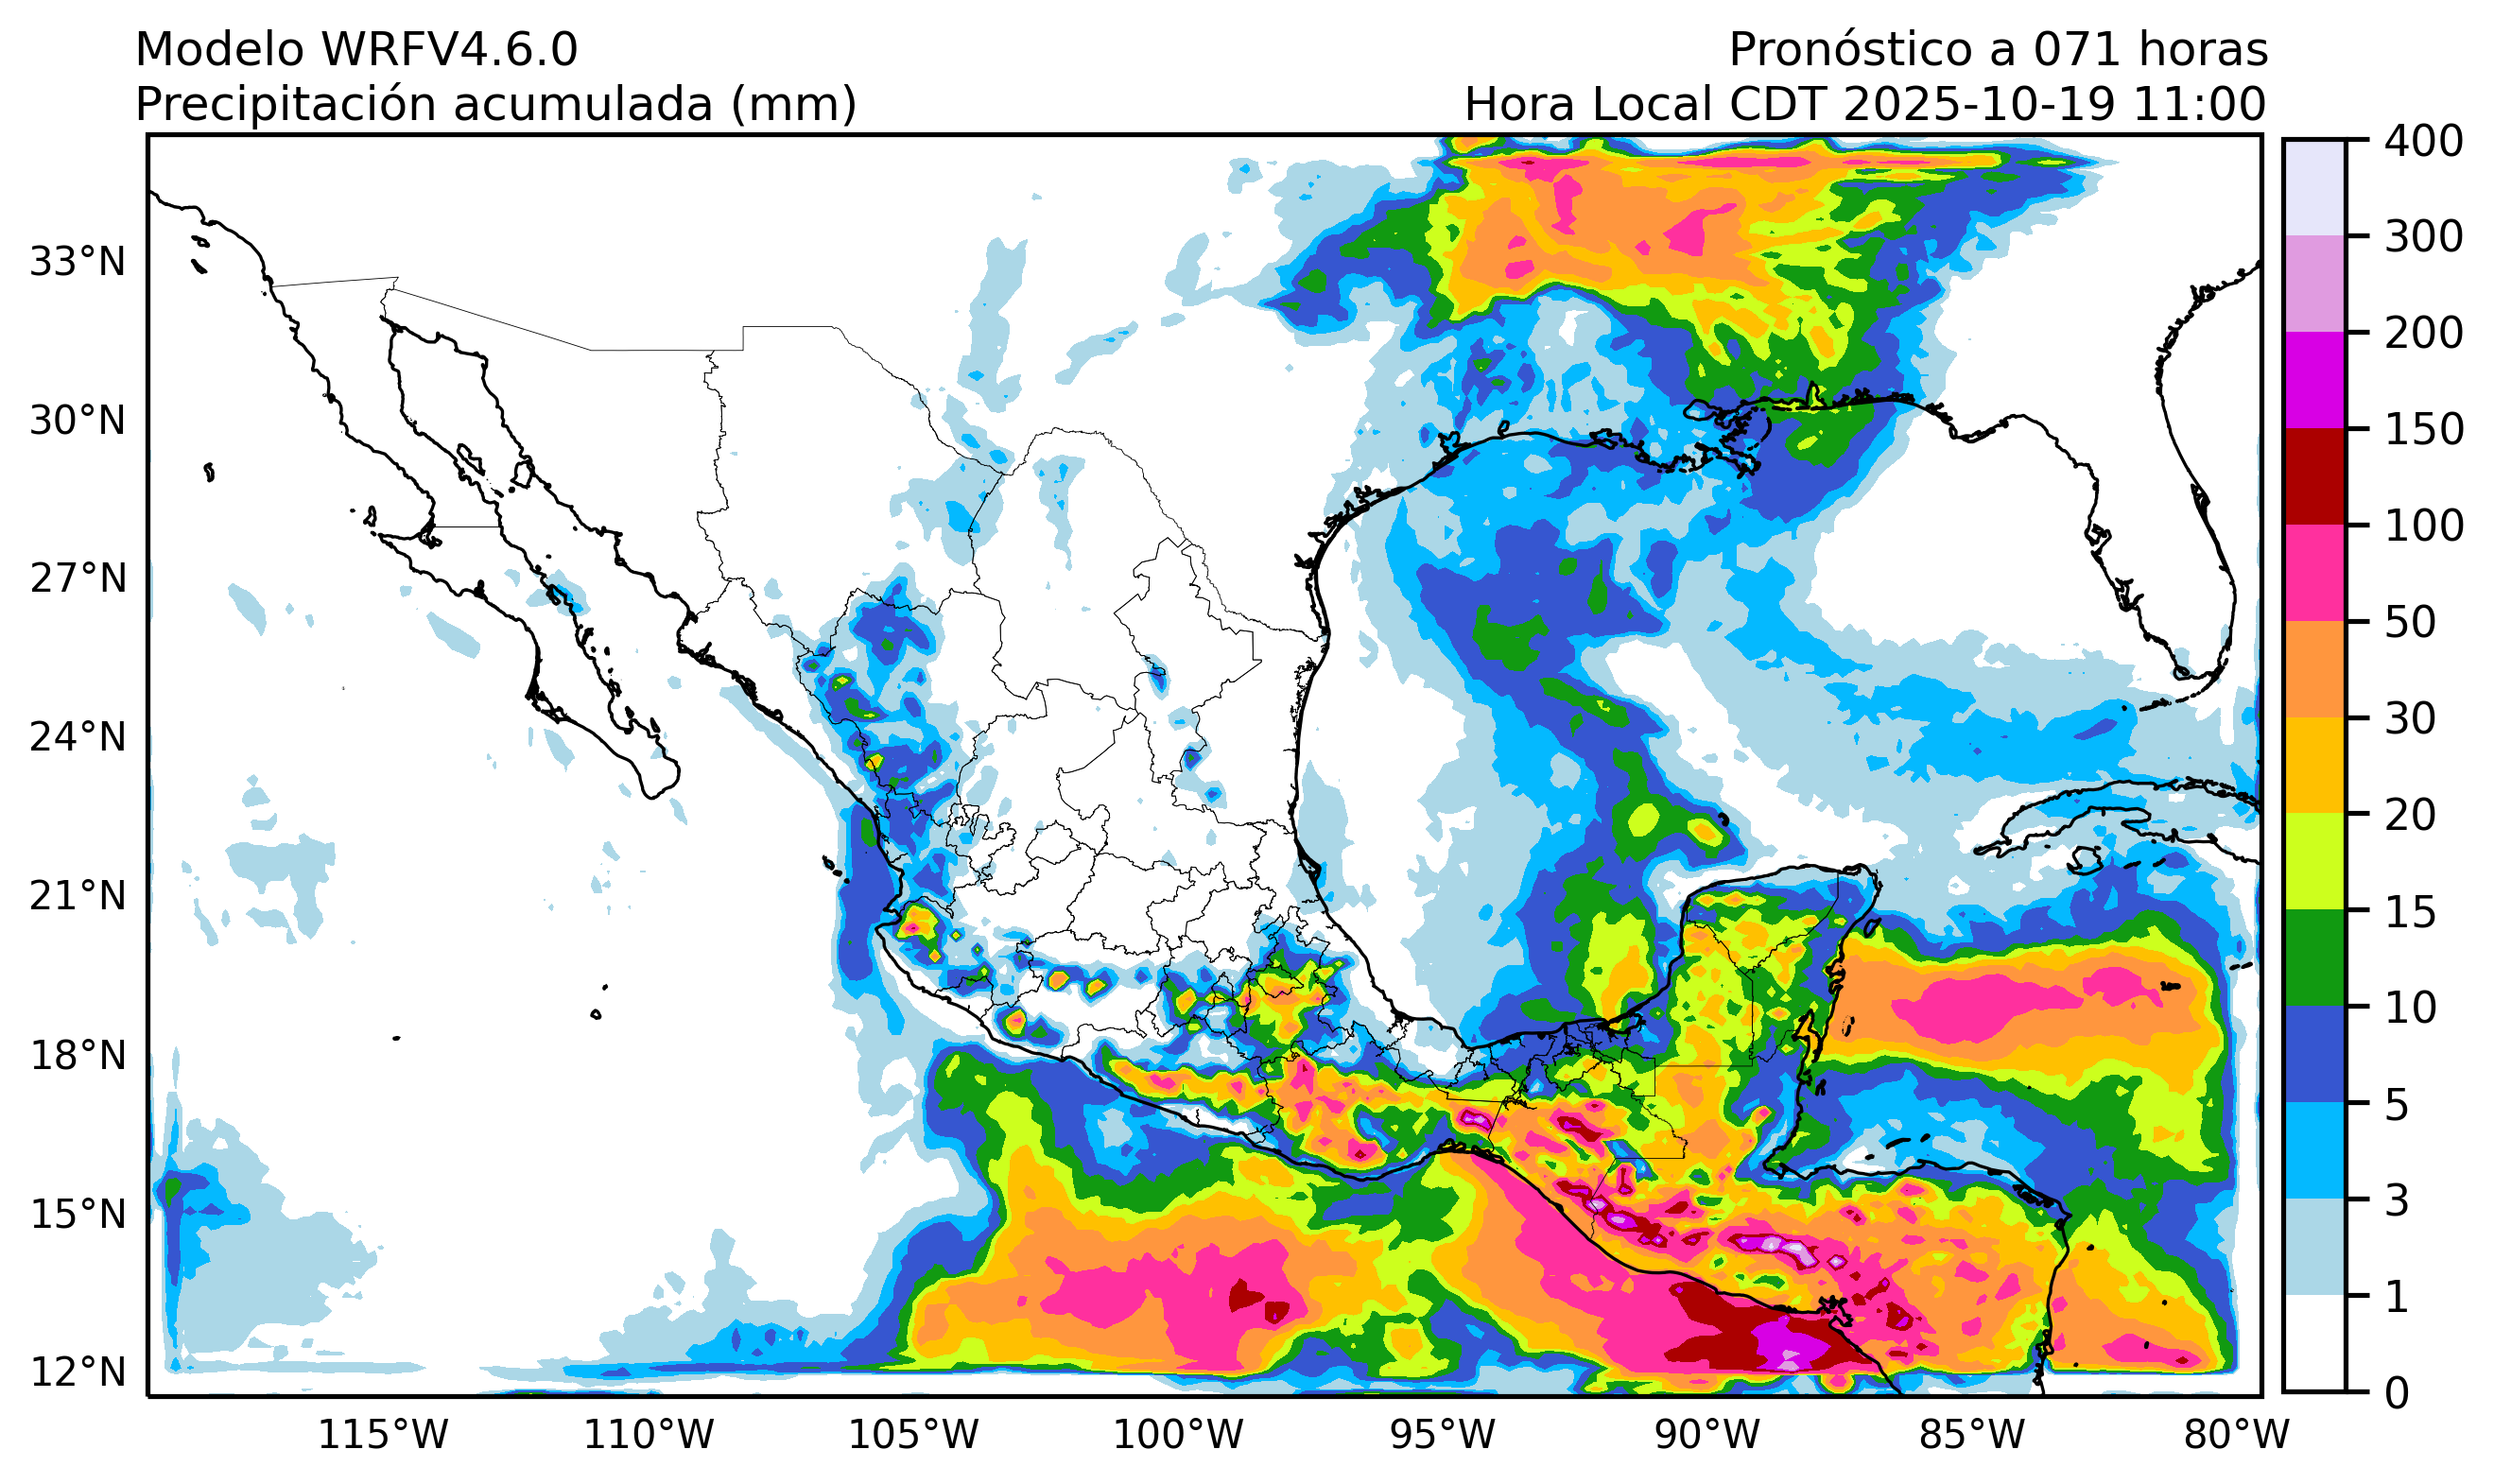 Modelo WRFV4.6.0
Pronóstico a 071 horas
Precipitación acumulada (mm)
Hora Local CDT 2025-10-19 11:00
33°N
30°N
27°N
24°N
21°N
18°N
15°N
12°N
115°W
110°W
105°W
100°W
95°W
90°W
85°W
80°W
400
300
200
150
100
50
30
20
15
10
5
3
1
0